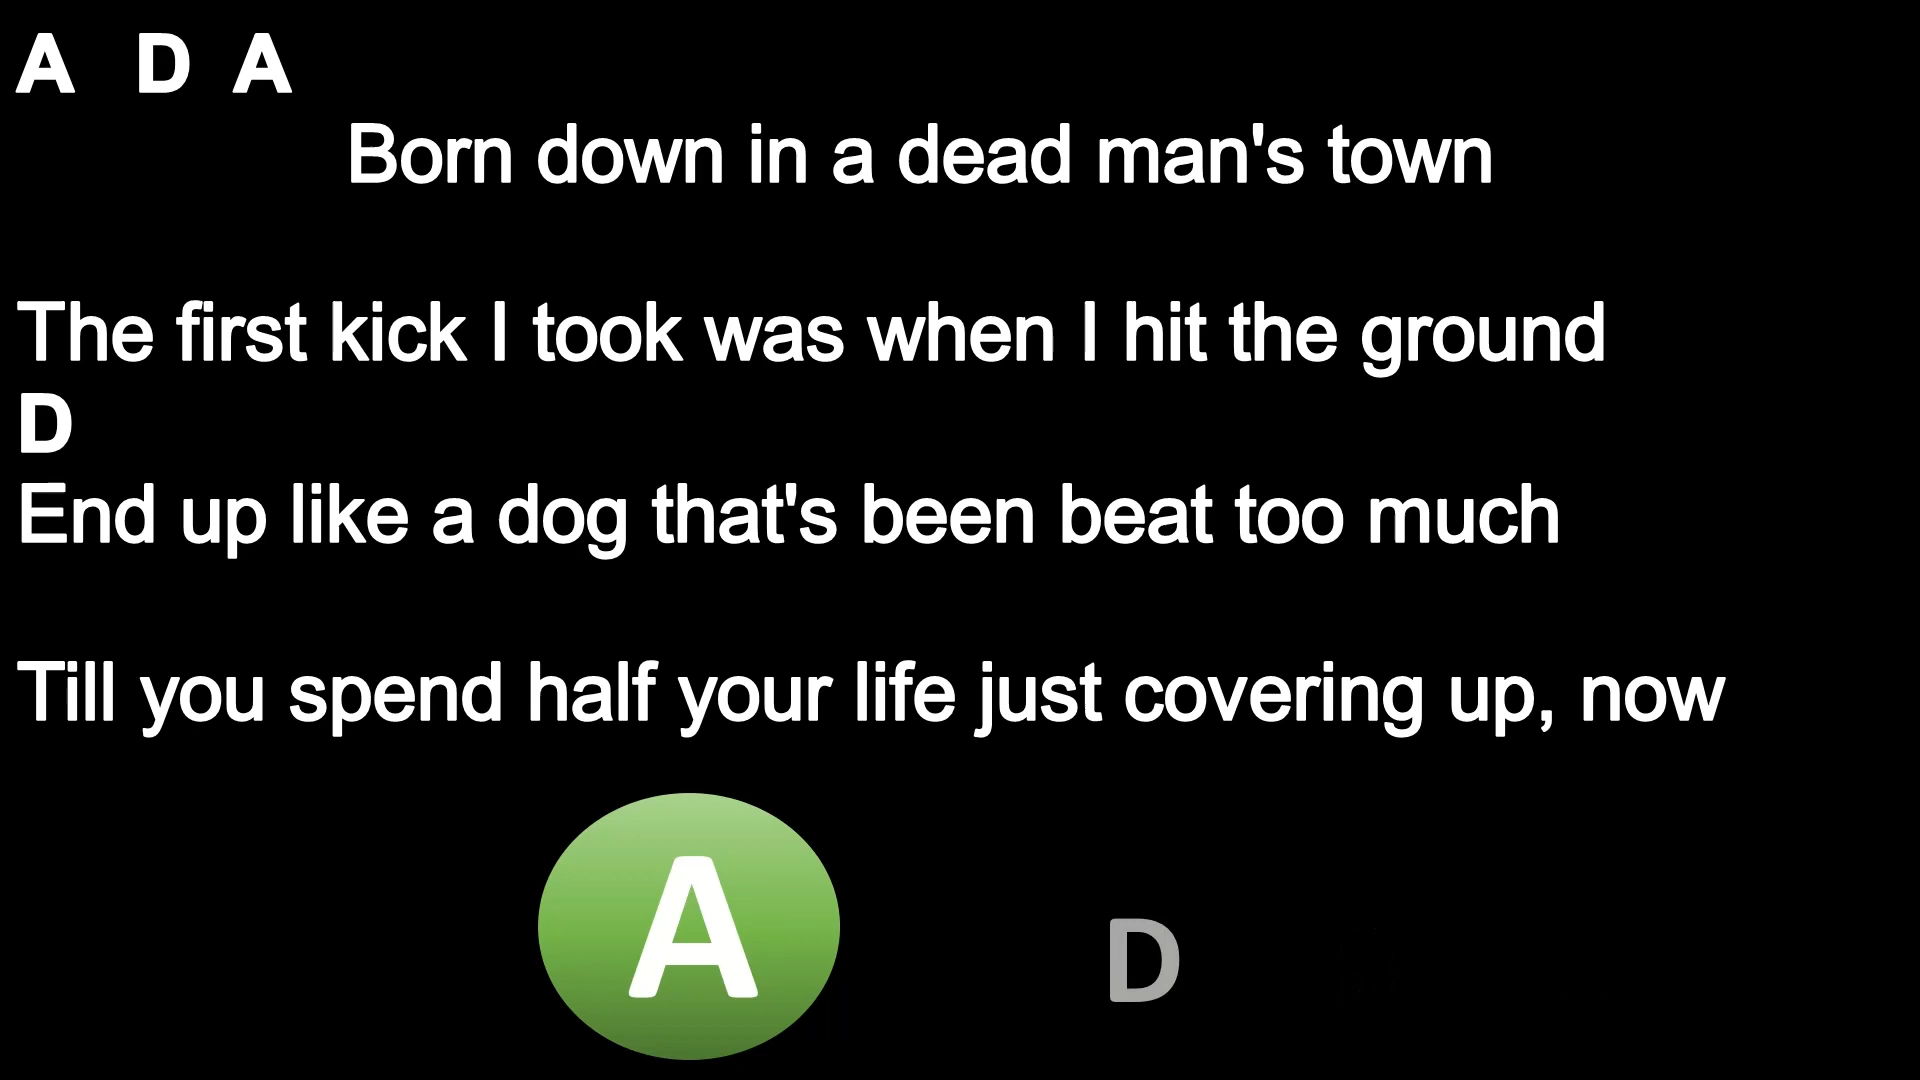 A D A
Born down in a dead man's town
The first kick I took was when I hit the ground
D
End up like a dog that's been beat too much
Till you spend half your life just covering up, now
A D